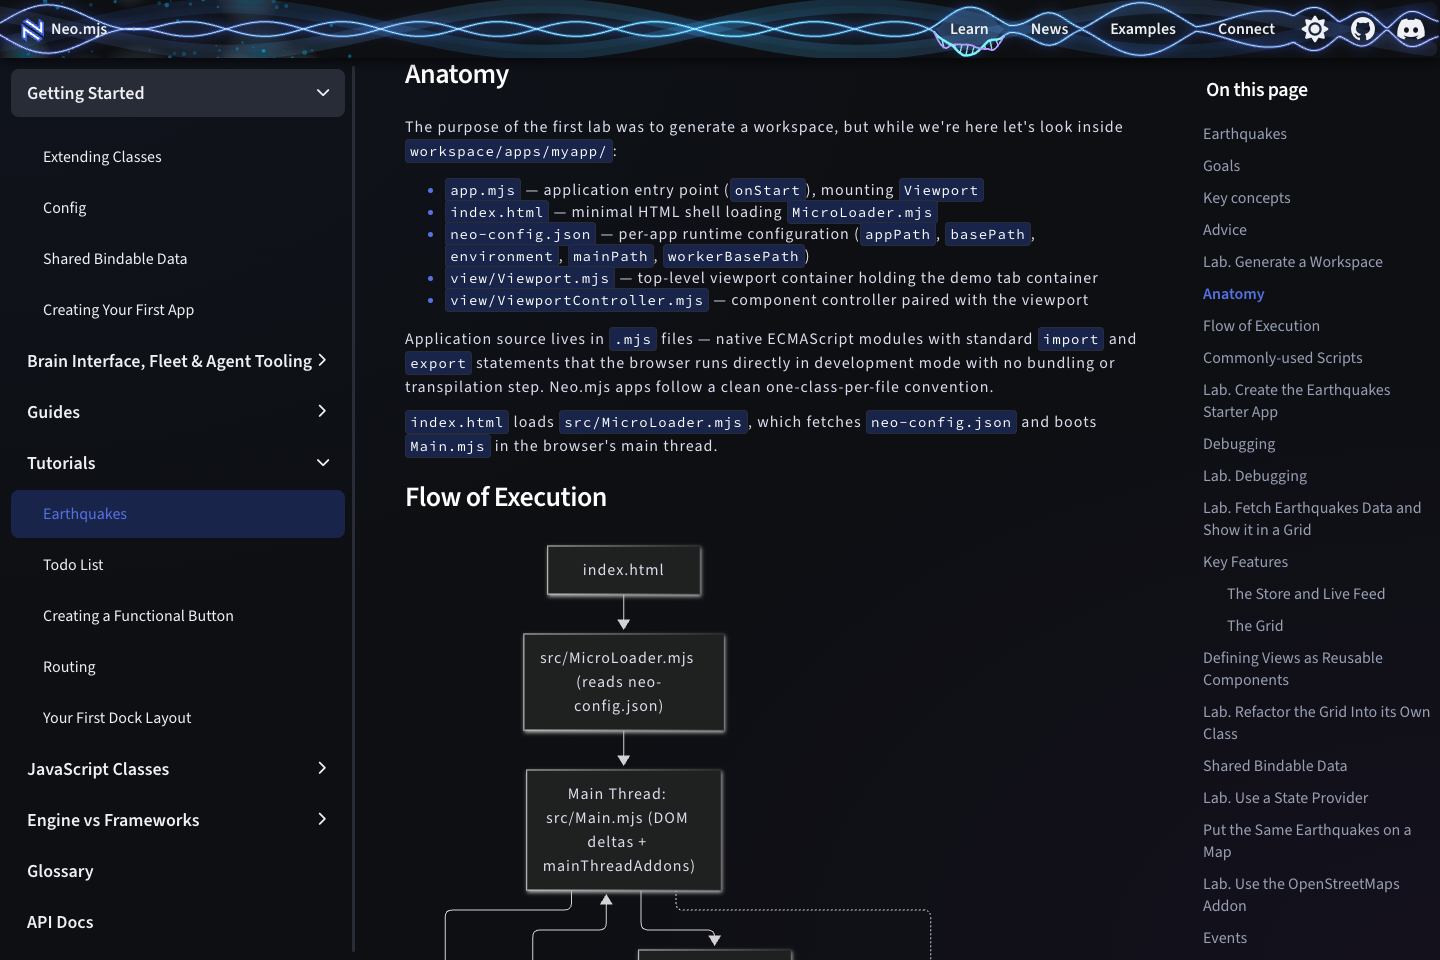 Neo.mjs
Learn
News
Examples
Connect
Getting Started
Extending Classes
Config
Shared Bindable Data
Creating Your First App
Brain Interface, Fleet & Agent Tooling
Guides
Tutorials
Earthquakes
Todo List
Creating a Functional Button
Routing
Your First Dock Layout
JavaScript Classes
Engine vs Frameworks
Glossary
API Docs
Anatomy
The purpose of the first lab was to generate a workspace, but while we're here let's look inside
workspace/apps/myapp/:
app.mjs — application entry point (onStart), mounting Viewport
index.html — minimal HTML shell loading MicroLoader.mjs
neo-config.json — per-app runtime configuration (appPath, basePath,
environment, mainPath, workerBasePath)
view/Viewport.mjs — top-level viewport container holding the demo tab container
view/ViewportController.mjs — component controller paired with the viewport
Application source lives in .mjs files — native ECMAScript modules with standard import and
export statements that the browser runs directly in development mode with no bundling or
transpilation step. Neo.mjs apps follow a clean one-class-per-file convention.
index.html loads src/MicroLoader.mjs, which fetches neo-config.json and boots
Main.mjs in the browser's main thread.
Flow of Execution
index.html
src/MicroLoader.mjs
(reads neo-
config.json)
Main Thread:
src/Main.mjs (DOM
deltas +
mainThreadAddons)
On this page
Earthquakes
Goals
Key concepts
Advice
Lab. Generate a Workspace
Anatomy
Flow of Execution
Commonly-used Scripts
Lab. Create the Earthquakes
Starter App
Debugging
Lab. Debugging
Lab. Fetch Earthquakes Data and
Show it in a Grid
Key Features
The Store and Live Feed
The Grid
Defining Views as Reusable
Components
Lab. Refactor the Grid Into its Own
Class
Shared Bindable Data
Lab. Use a State Provider
Put the Same Earthquakes on a
Map
Lab. Use the OpenStreetMaps
Addon
Events